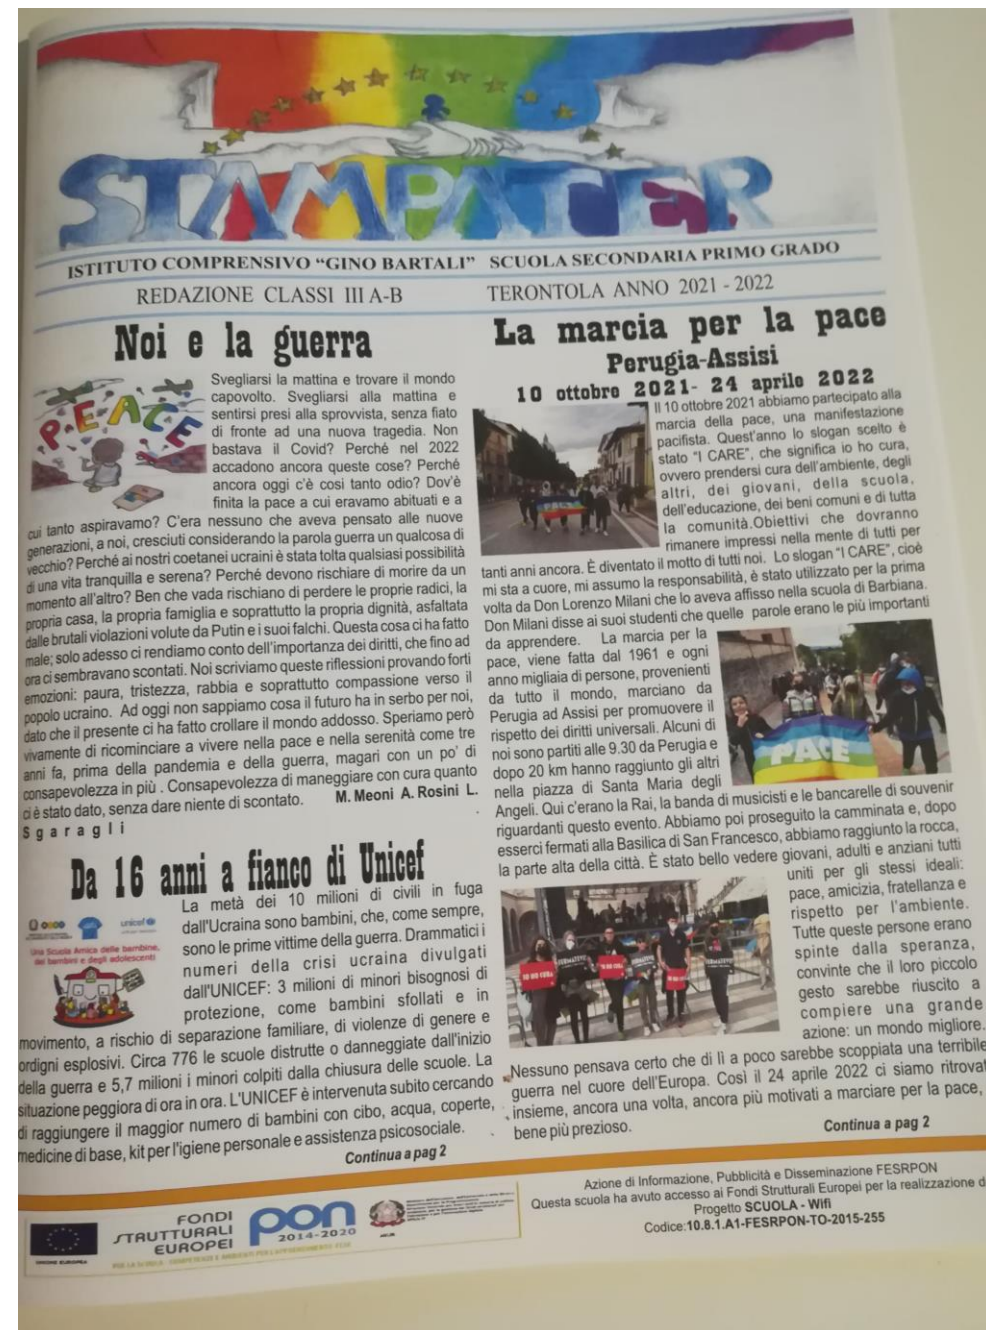 STAMPATER
ISTITUTO COMPRENSIVO “GINO BARTALI” SCUOLA SECONDARIA PRIMO GRADO
REDAZIONE CLASSI III A-B TERONTOLA ANNO 2021 - 2022
Noi e la guerra
PEACE
Svegliarsi la mattina e trovare il mondo
capovolto. Svegliarsi alla mattina e
sentirsi presi alla sprovvista, senza fiato
di fronte ad una nuova tragedia. Non
bastava il Covid? Perché nel 2022
accadono ancora queste cose? Perché
ancora oggi c'è cosi tanto odio? Dov'è
finita la pace a cui eravamo abituati e a
cui tanto aspiravamo? C'era nessuno che aveva pensato alle nuove
generazioni, a noi, cresciuti considerando la parola guerra un qualcosa di
vecchio? Perché ai nostri coetanei ucraini è stata tolta qualsiasi possibilità
di una vita tranquilla e serena? Perché devono rischiare di morire da un
momento all'altro? Ben che vada rischiano di perdere le proprie radici, la
propria casa, la propria famiglia e soprattutto la propria dignità, asfaltata
dalle brutali violazioni volute da Putin e i suoi falchi. Questa cosa ci ha fatto
male; solo adesso ci rendiamo conto dell'importanza dei diritti, che fino ad
ora ci sembravano scontati. Noi scriviamo queste riflessioni provando forti
emozioni: paura, tristezza, rabbia e soprattutto compassione verso il
popolo ucraino. Ad oggi non sappiamo cosa il futuro ha in serbo per noi,
dato che il presente ci ha fatto crollare il mondo addosso. Speriamo però
vivamente di ricominciare a vivere nella pace e nella serenità come tre
anni fa, prima della pandemia e della guerra, magari con un po' di
consapevolezza in più . Consapevolezza di maneggiare con cura quanto
ci è stato dato, senza dare niente di scontato. M. Meoni A. Rosini L.
Sgaragli
Da 16 anni a fianco di Unicef
unicef
Una Scuola Amica delle bambine,
dei bambini e degli adolescenti
La metà dei 10 milioni di civili in fuga
dall'Ucraina sono bambini, che, come sempre,
sono le prime vittime della guerra. Drammatici i
numeri della crisi ucraina divulgati
dall'UNICEF: 3 milioni di minori bisognosi di
protezione, come bambini sfollati e in
movimento, a rischio di separazione familiare, di violenze di genere e
ordigni esplosivi. Circa 776 le scuole distrutte o danneggiate dall'inizio
della guerra e 5,7 milioni i minori colpiti dalla chiusura delle scuole. La
situazione peggiora di ora in ora. L'UNICEF è intervenuta subito cercando
di raggiungere il maggior numero di bambini con cibo, acqua, coperte,
medicine di base, kit per l'igiene personale e assistenza psicosociale.
Continua a pag 2
La marcia per la pace
Perugia-Assisi
10 ottobre 2021- 24 aprile 2022
Il 10 ottobre 2021 abbiamo partecipato alla
marcia della pace, una manifestazione
pacifista. Quest'anno lo slogan scelto è
stato “I CARE”, che significa io ho cura,
ovvero prendersi cura dell'ambiente, degli
altri, dei giovani, della scuola,
dell'educazione, dei beni comuni e di tutta
la comunità.Obiettivi che dovranno
rimanere impressi nella mente di tutti per
tanti anni ancora. È diventato il motto di tutti noi. Lo slogan “I CARE”, cioè
mi sta a cuore, mi assumo la responsabilità, è stato utilizzato per la prima
volta da Don Lorenzo Milani che lo aveva affisso nella scuola di Barbiana.
Don Milani disse ai suoi studenti che quelle parole erano le più importanti
da apprendere. La marcia per la
pace, viene fatta dal 1961 e ogni
anno migliaia di persone, provenienti
da tutto il mondo, marciano da
Perugia ad Assisi per promuovere il
rispetto dei diritti universali. Alcuni di
noi sono partiti alle 9.30 da Perugia e
dopo 20 km hanno raggiunto gli altri
nella piazza di Santa Maria degli
Angeli. Qui c'erano la Rai, la banda di musicisti e le bancarelle di souvenir
riguardanti questo evento. Abbiamo poi proseguito la camminata e, dopo
esserci fermati alla Basilica di San Francesco, abbiamo raggiunto la rocca,
la parte alta della città. È stato bello vedere giovani, adulti e anziani tutti
uniti per gli stessi ideali:
pace, amicizia, fratellanza e
rispetto per l'ambiente.
Tutte queste persone erano
spinte dalla speranza,
convinte che il loro piccolo
gesto sarebbe riuscito a
compiere una grande
azione: un mondo migliore.
Nessuno pensava certo che di lì a poco sarebbe scoppiata una terribile
guerra nel cuore dell'Europa. Così il 24 aprile 2022 ci siamo ritrovat
insieme, ancora una volta, ancora più motivati a marciare per la pace,
bene più prezioso.
Continua a pag 2
PACE
PACE
IO HO CURA
UNIONE EUROPEA
FONDI
STRUTTURALI
EUROPEI
pon
2014-2020
Azione di Informazione, Pubblicità e Disseminazione FESRPON
Questa scuola ha avuto accesso ai Fondi Strutturali Europei per la realizzazione d
Progetto SCUOLA - Wifi
Codice:10.8.1.A1-FESRPON-TO-2015-255